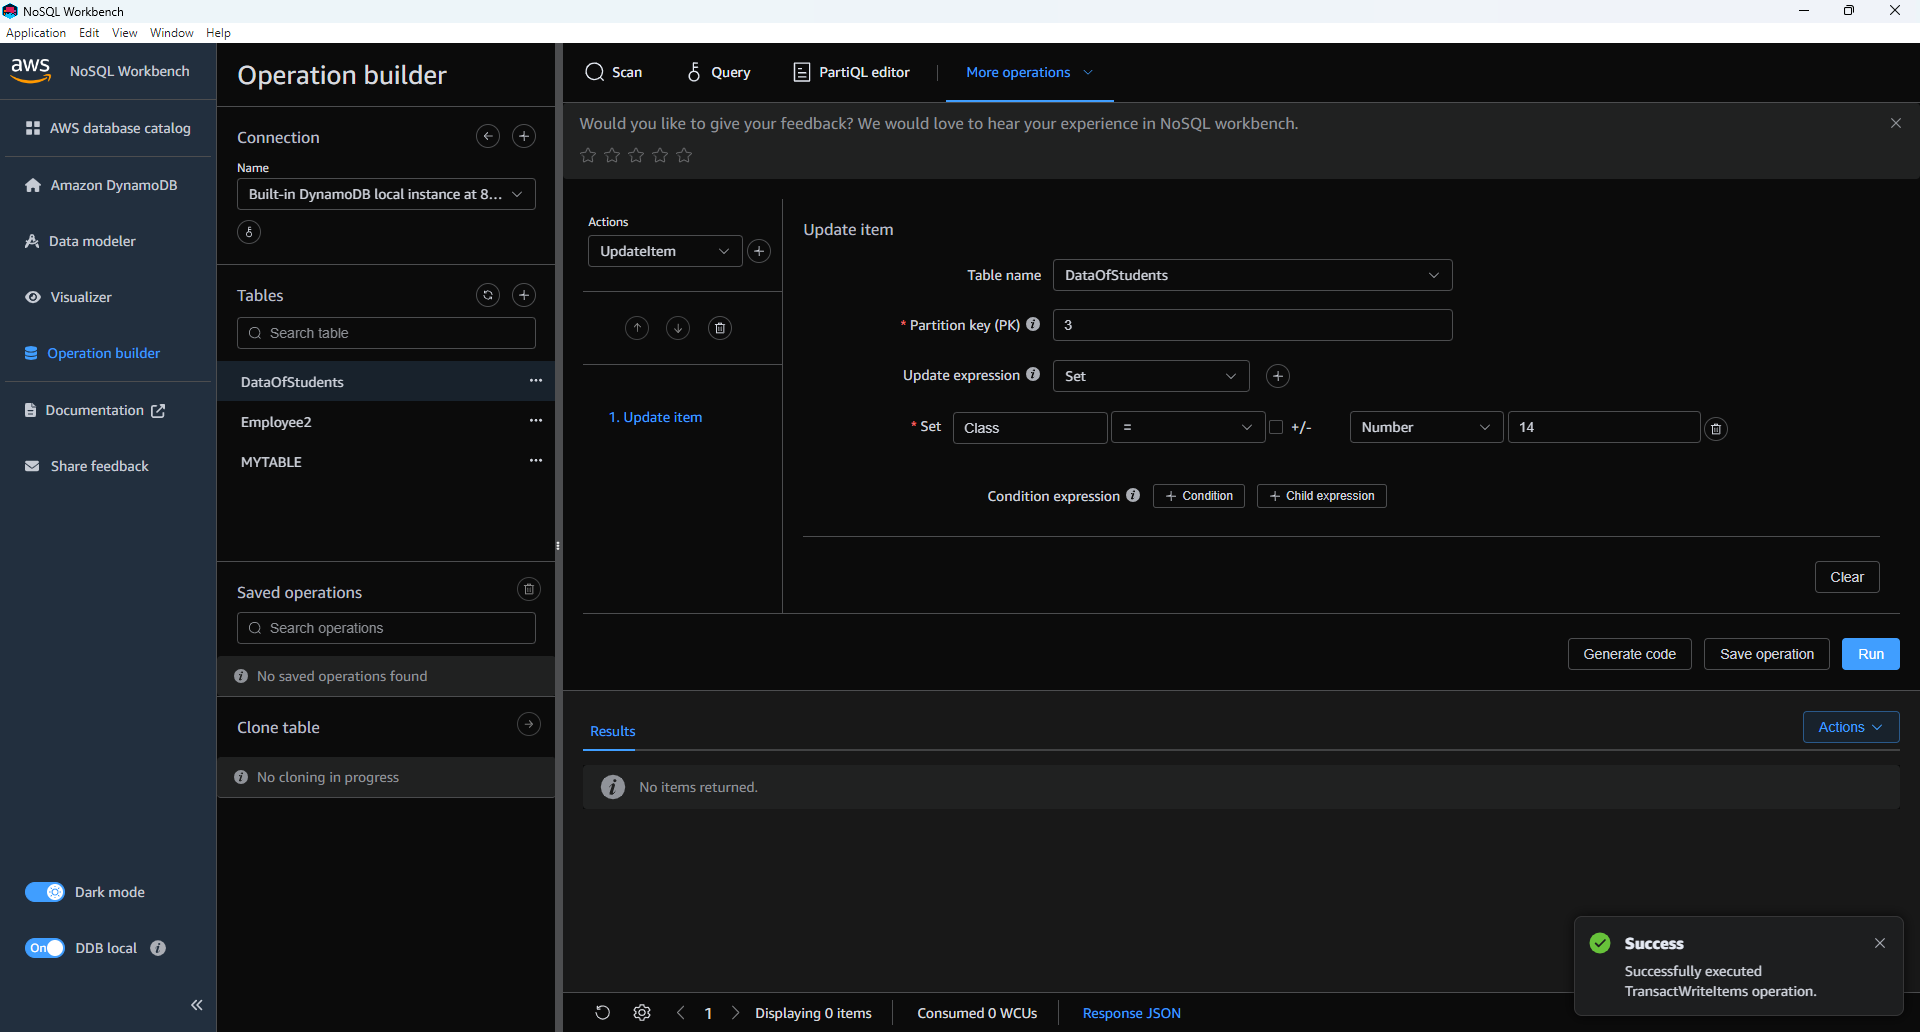 NoSQL Workbench
Application Edit View Window Help
aws NoSQL Workbench
AWS database catalog
Amazon DynamoDB
Data modeler
Visualizer
Operation builder
Documentation
Share feedback
Dark mode
On DDB local
Operation builder
Connection
Name
Built-in DynamoDB local instance at 8...
Tables
Search table
DataOfStudents
Employee2
MYTABLE
Saved operations
Search operations
No saved operations found
Clone table
No cloning in progress
Scan Query PartiQL editor More operations
Would you like to give your feedback? We would love to hear your experience in NoSQL workbench.
Actions
UpdateItem
1. Update item
Update item
Table name DataOfStudents
* Partition key (PK) 3
Update expression Set
* Set Class = +/- Number 14
Condition expression + Condition + Child expression
Clear
Generate code Save operation Run
Results Actions
No items returned.
Success
Successfully executed
TransactWriteItems operation.
1 Displaying 0 items Consumed 0 WCUs Response JSON